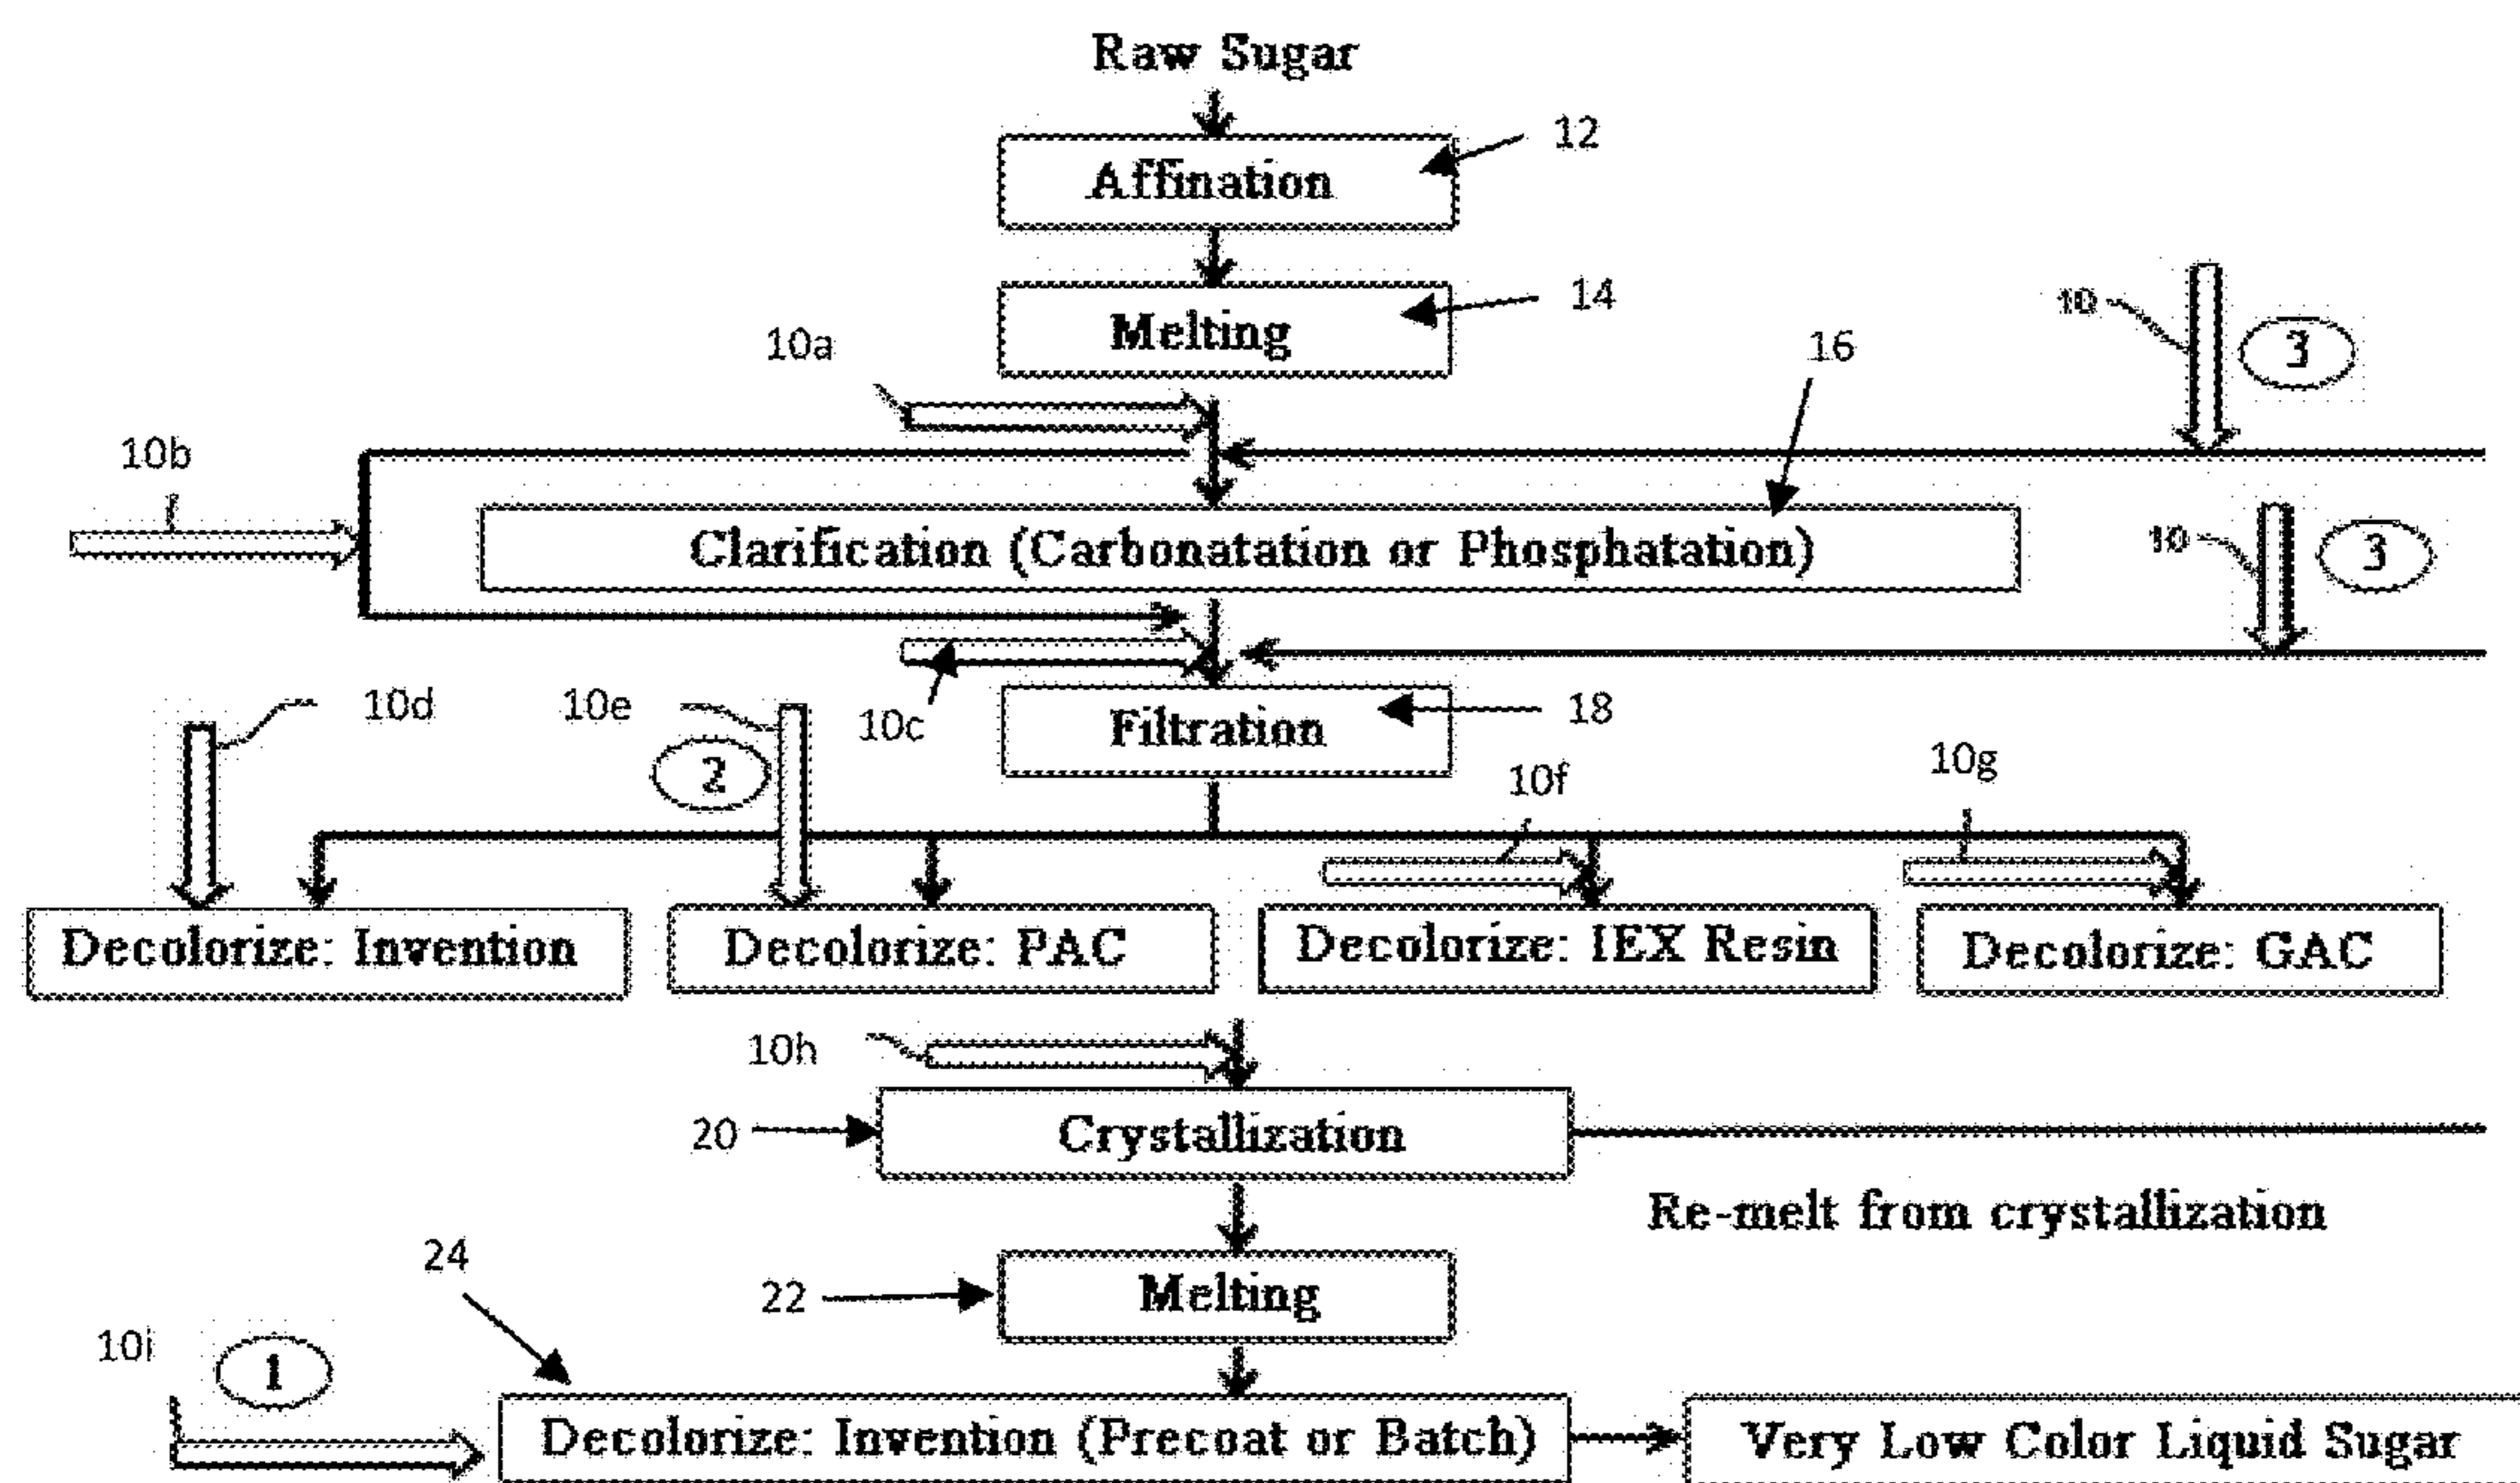 Raw Sugar
12
Affination
14
Melting
10a
16
10
3
10b
Clarification (Carbonatation or Phosphatation)
10
3
10c
10d
10e
2
Filtration
18
10f
10g
Decolorize: Invention
Decolorize: PAC
Decolorize: IEX Resin
Decolorize: GAC
10h
20
Crystallization
Re-melt from crystallization
24
22
Melting
10i
1
Decolorize: Invention (Precoat or Batch)
Very Low Color Liquid Sugar